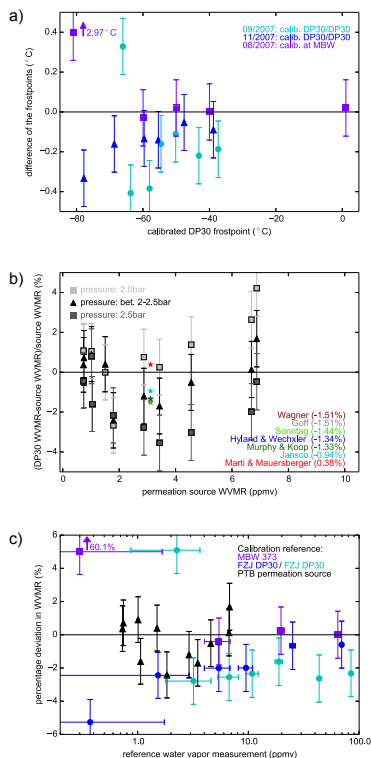 a)
2.97°C
09/2007: calib. DP30/DP30
11/2007: calib. DP30/DP30
08/2007: calib. at MBW
difference of the frostpoints (°C)
0.4
0.2
0.0
−0.2
−0.4
−80
−60
−40
−20
0
calibrated DP30 frostpoint (°C)
b)
pressure: 2.0bar
pressure: bet. 2-2.5bar
pressure: 2.5bar
(DP30 WVMR-source WVMR)/source WVMR (%)
4
2
0
−2
−4
Wagner (-1.51%)
Goff (-1.51%)
Sonntag (-1.44%)
Hyland & Wechxler (-1.34%)
Murphy & Koop (-1.33%)
Jansco (-0.94%)
Marti & Mauersberger (0.38%)
0
2
4
6
8
10
permeation source WVMR (ppmv)
c)
60.1%
Calibration reference:
MBW 373
FZJ DP30 / FZJ DP30
PTB permeation source
percentage deviation in WVMR (%)
6
4
2
0
−2
−4
−6
1.0
10.0
100.0
reference water vapor measurement (ppmv)